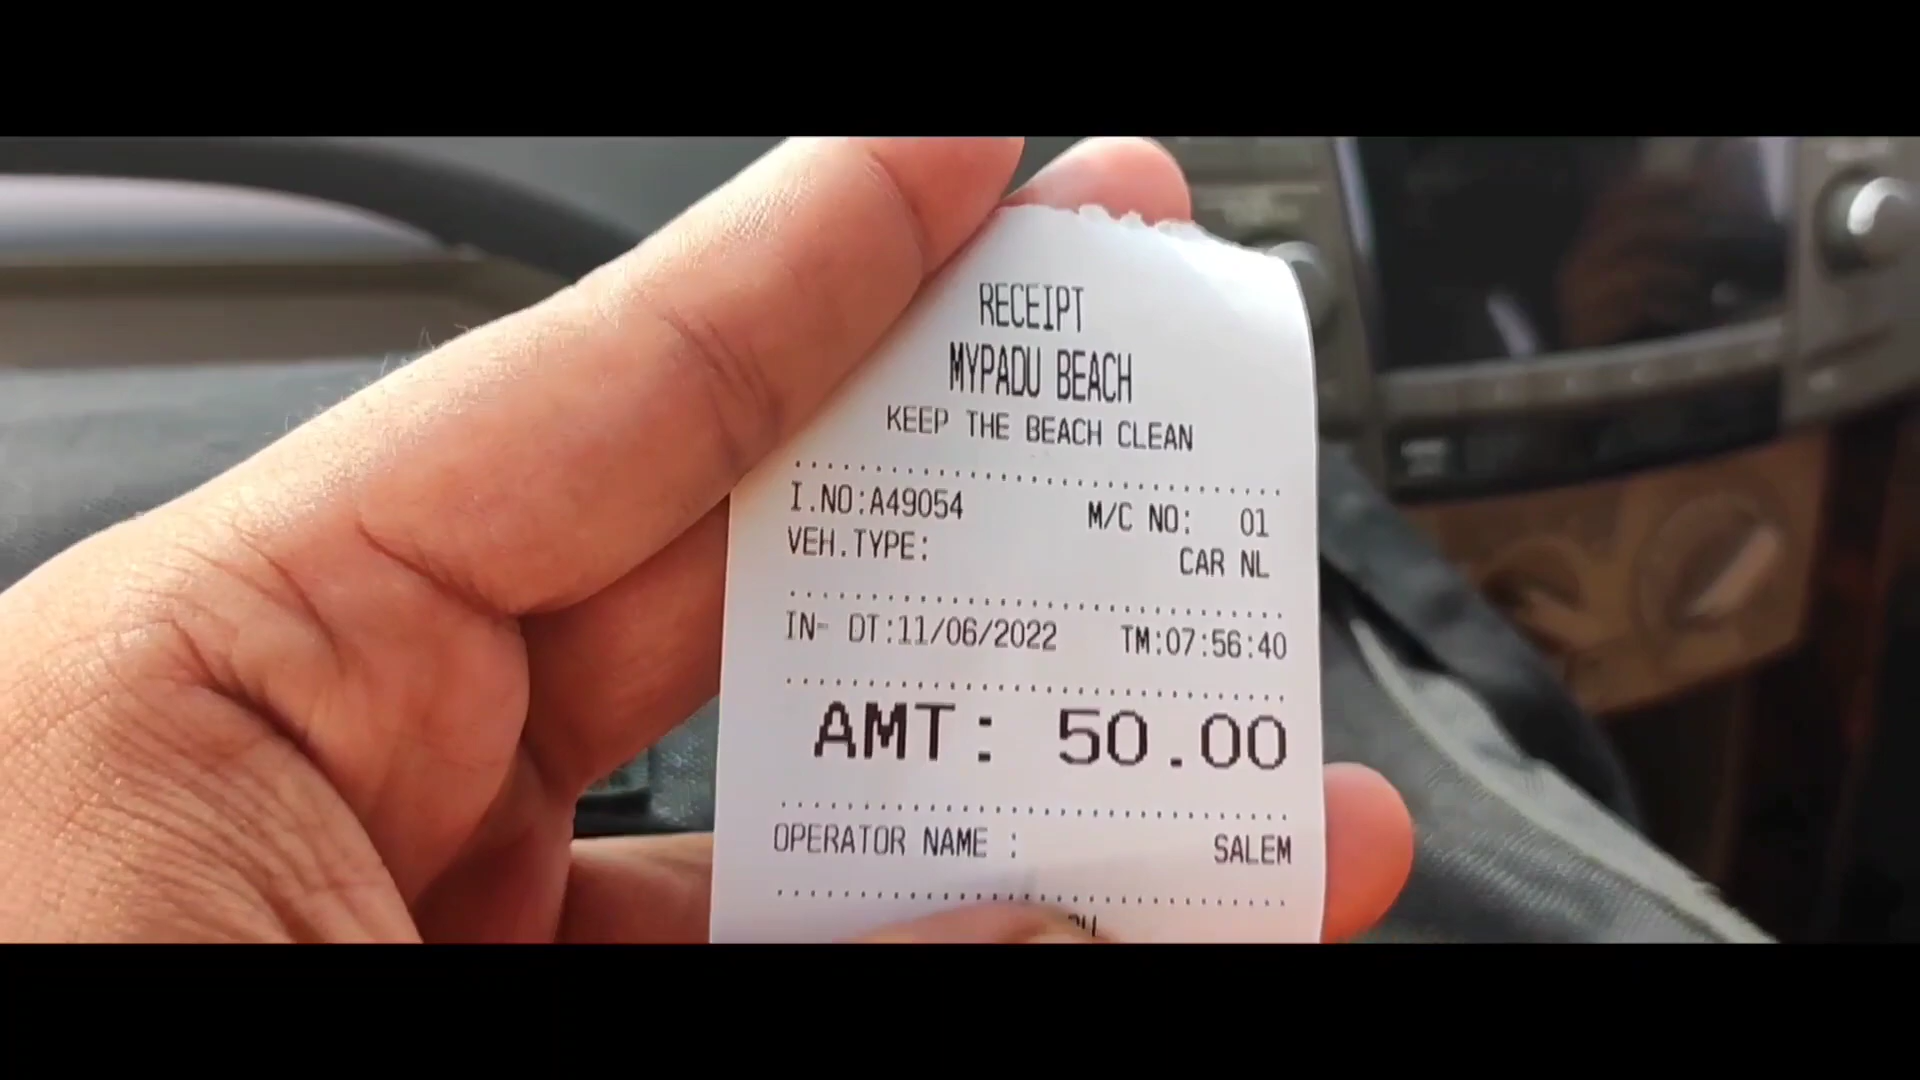 RECEIPT
MYPADU BEACH
KEEP THE BEACH CLEAN
I.NO:A49054 M/C NO: 01
VEH.TYPE: CAR NL
IN- DT:11/06/2022 TM:07:56:40
AMT: 50.00
OPERATOR NAME : SALEM